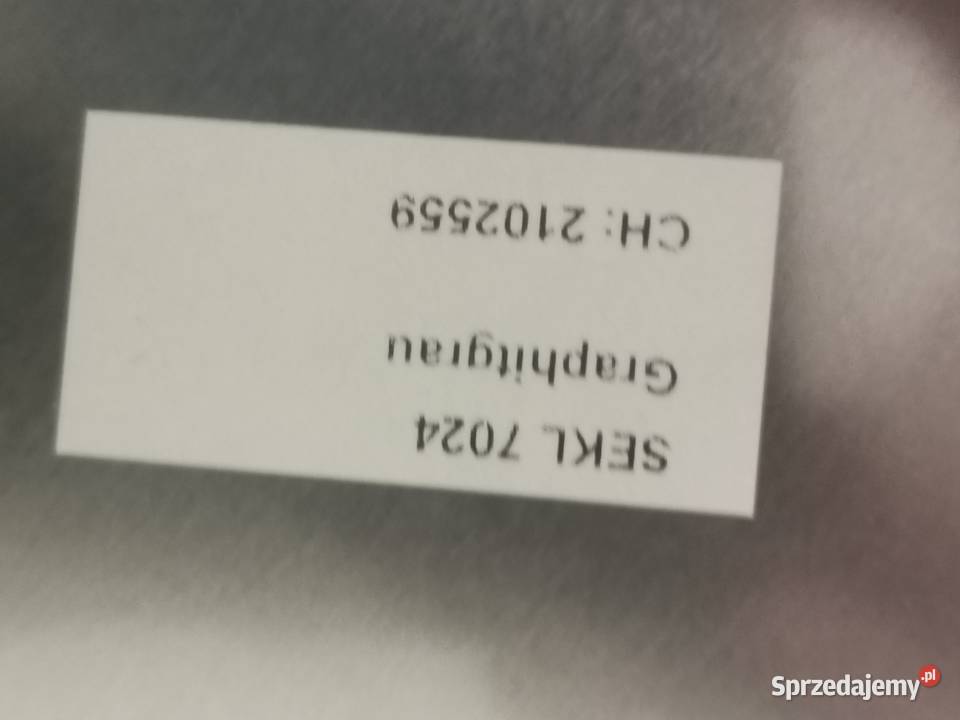 SEKL 7024
Graphitgrau
CH: 2102559
Sprzedajemy.pl